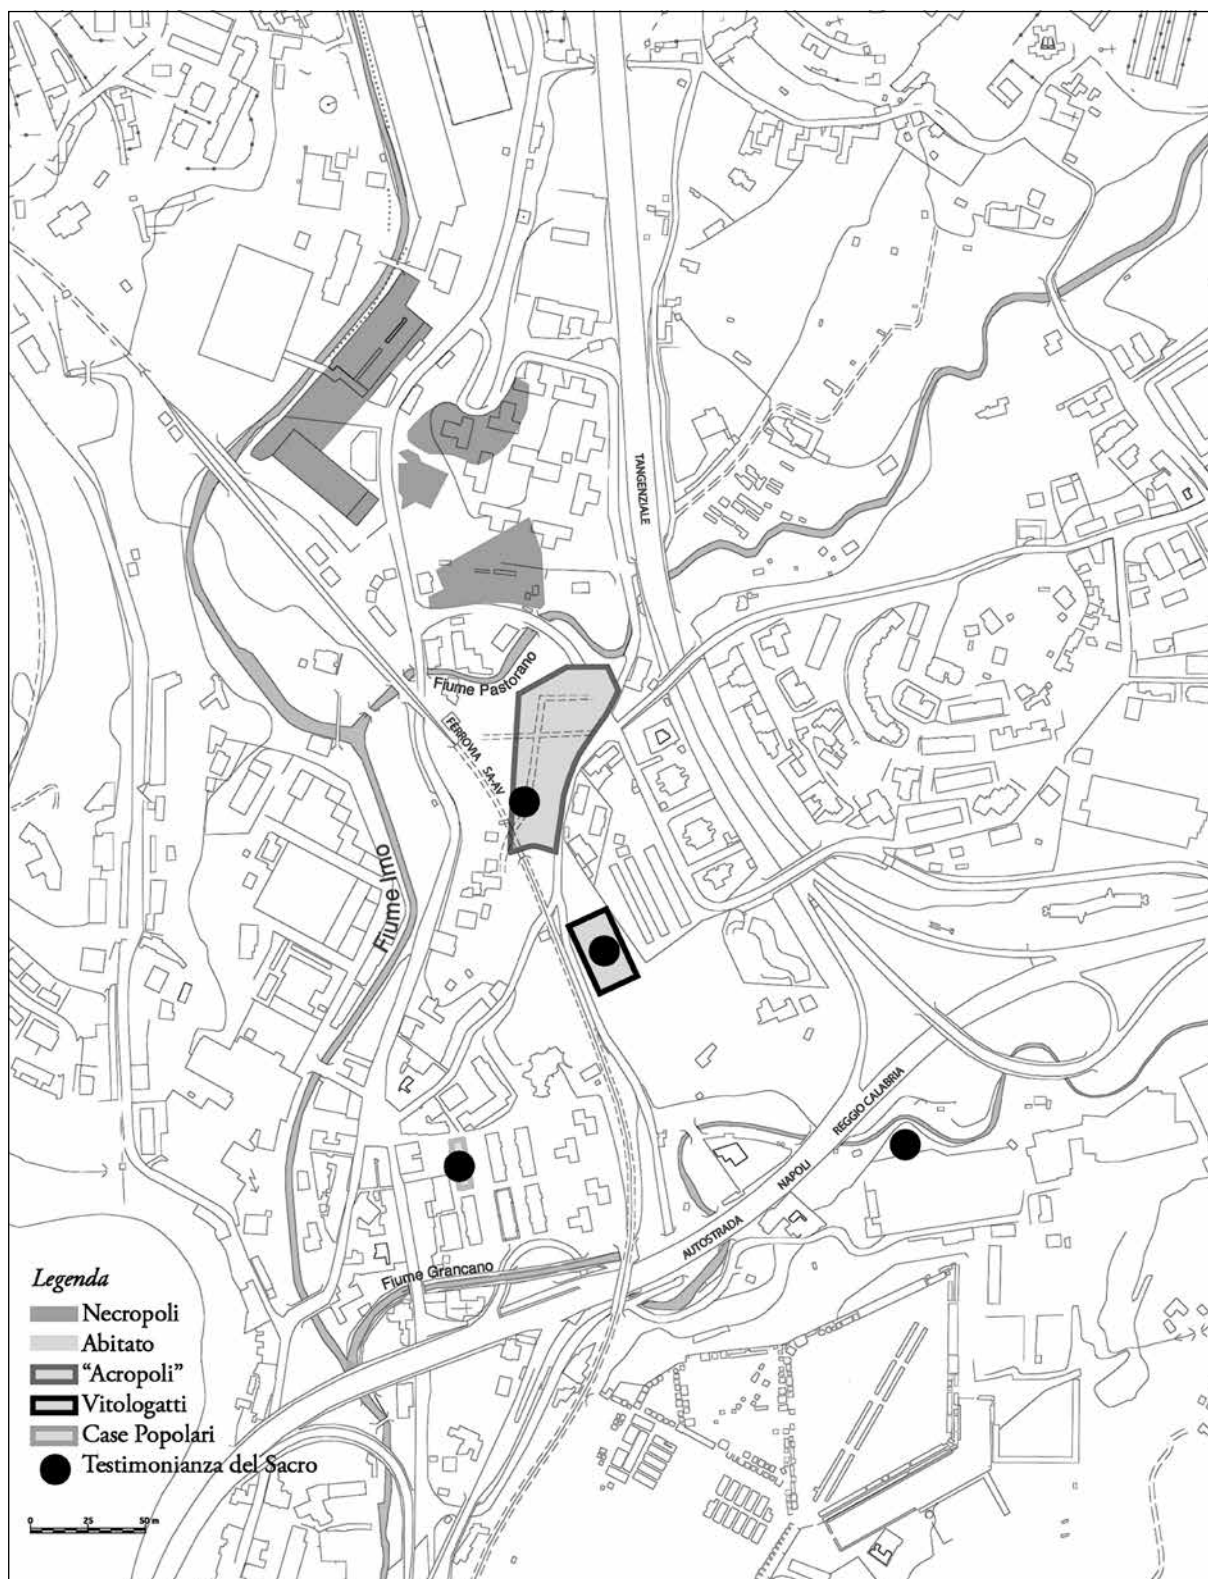 TANGENZIALE
Fiume Pastorano
FERROVIA SA-AV
Fiume Irno
REGGIO CALABRIA
NAPOLI
AUTOSTRADA
Fiume Grancano
Legenda
Necropoli
Abitato
"Acropoli"
Vitologatti
Case Popolari
Testimonianza del Sacro
0 25 50 m